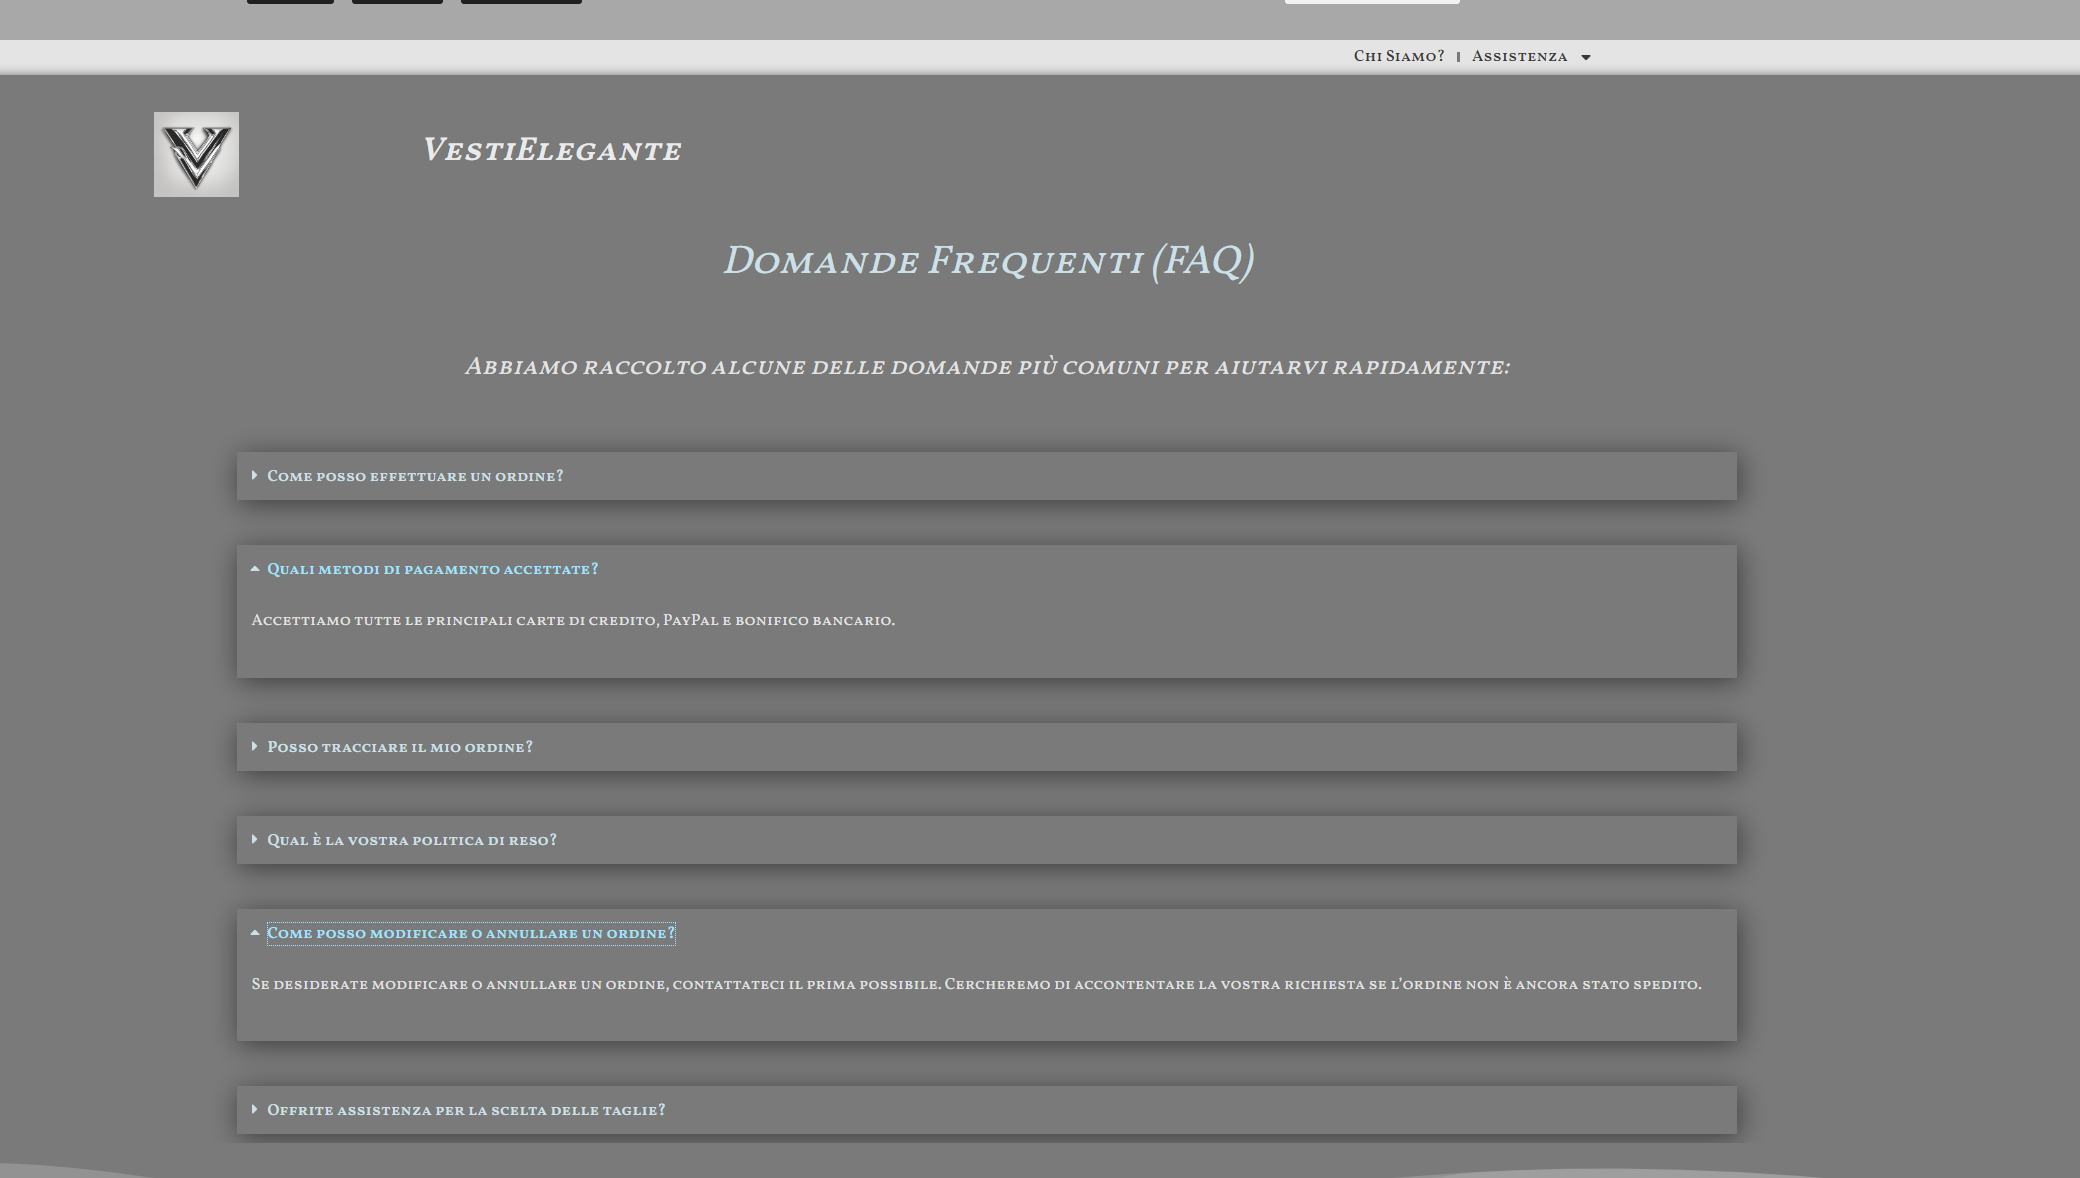 Chi Siamo?
Assistenza
VestiElegante
Domande Frequenti (FAQ)
Abbiamo raccolto alcune delle domande più comuni per aiutarvi rapidamente:
Come posso effettuare un ordine?
Quali metodi di pagamento accettate?
Accettiamo tutte le principali carte di credito, PayPal e bonifico bancario.
Posso tracciare il mio ordine?
Qual è la vostra politica di reso?
Come posso modificare o annullare un ordine?
Se desiderate modificare o annullare un ordine, contattateci il prima possibile. Cercheremo di accontentare la vostra richiesta se l'ordine non è ancora stato spedito.
Offrite assistenza per la scelta delle taglie?